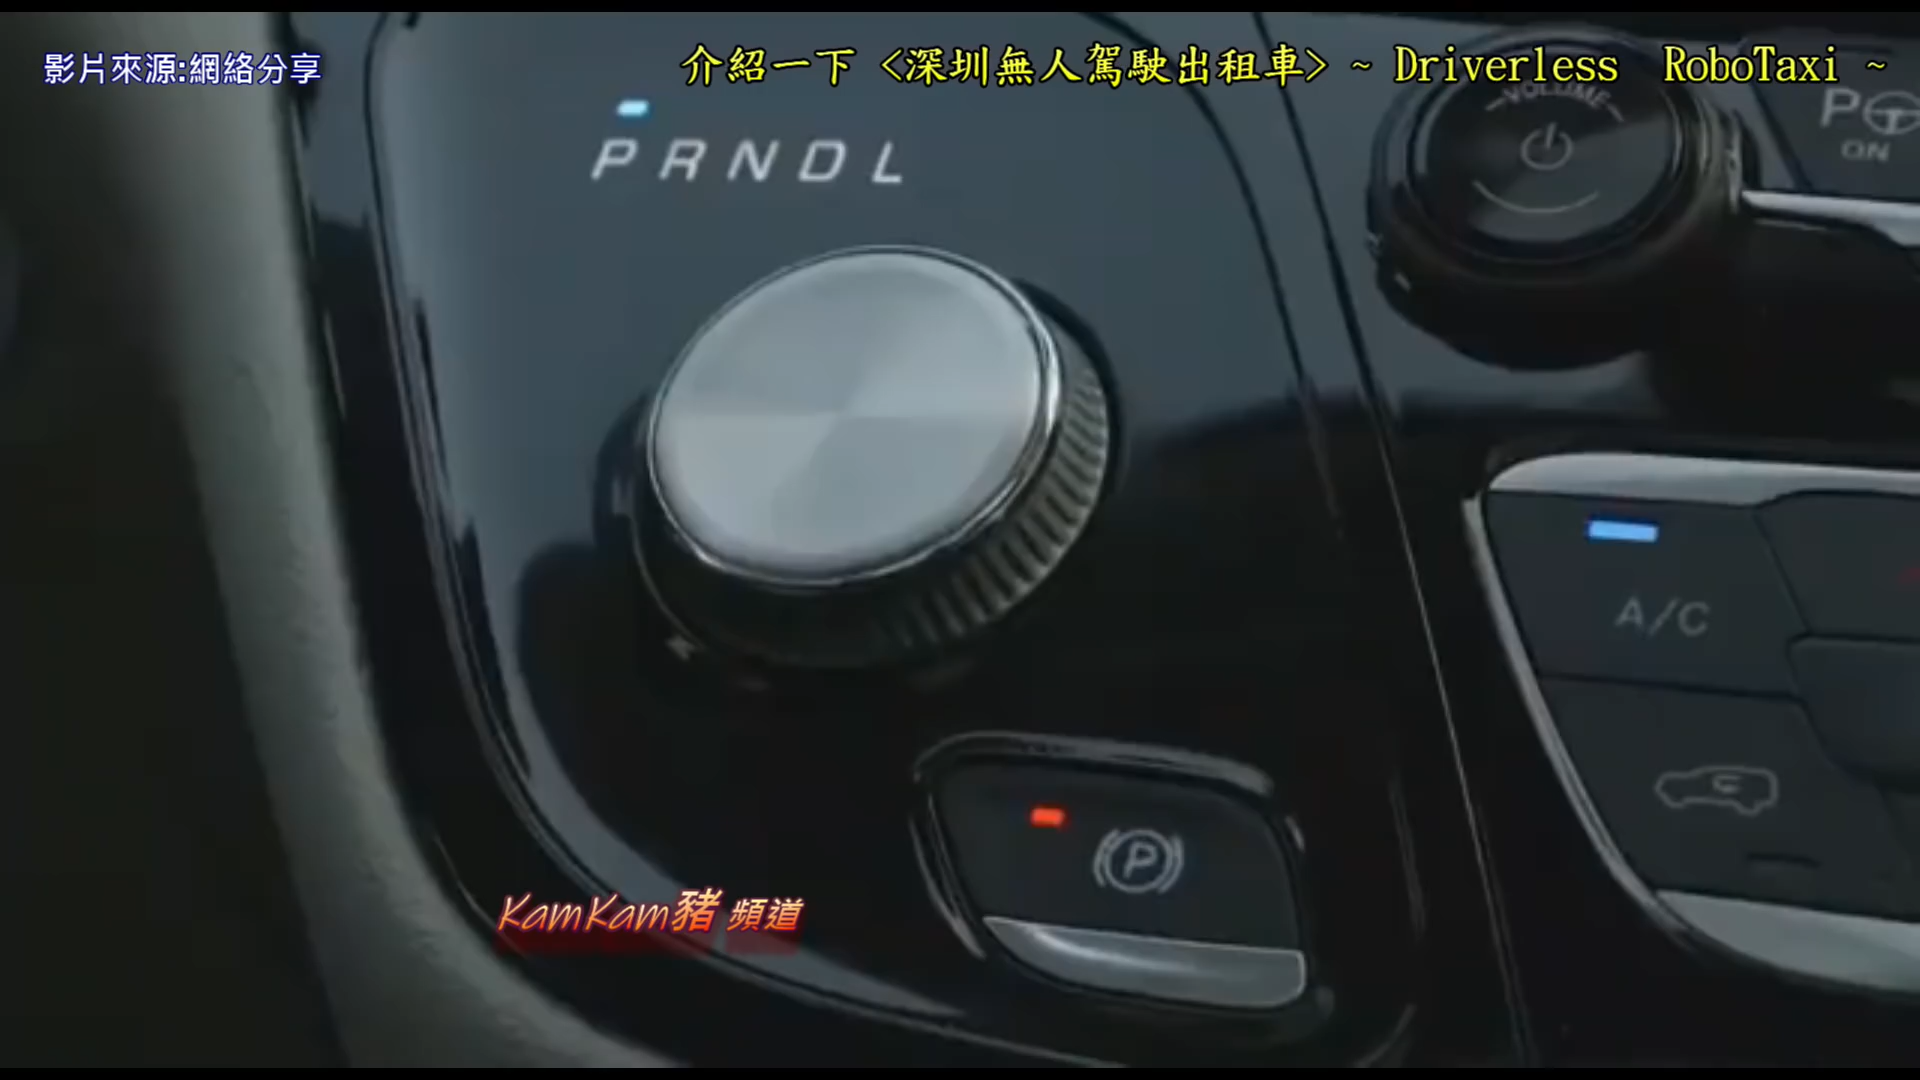 影片來源:網絡分享
介紹一下 <深圳無人駕駛出租車> ~ Driverless RoboTaxi ~
P R N D L
VOLUME
P
ON
A/C
P
KamKam豬 頻道